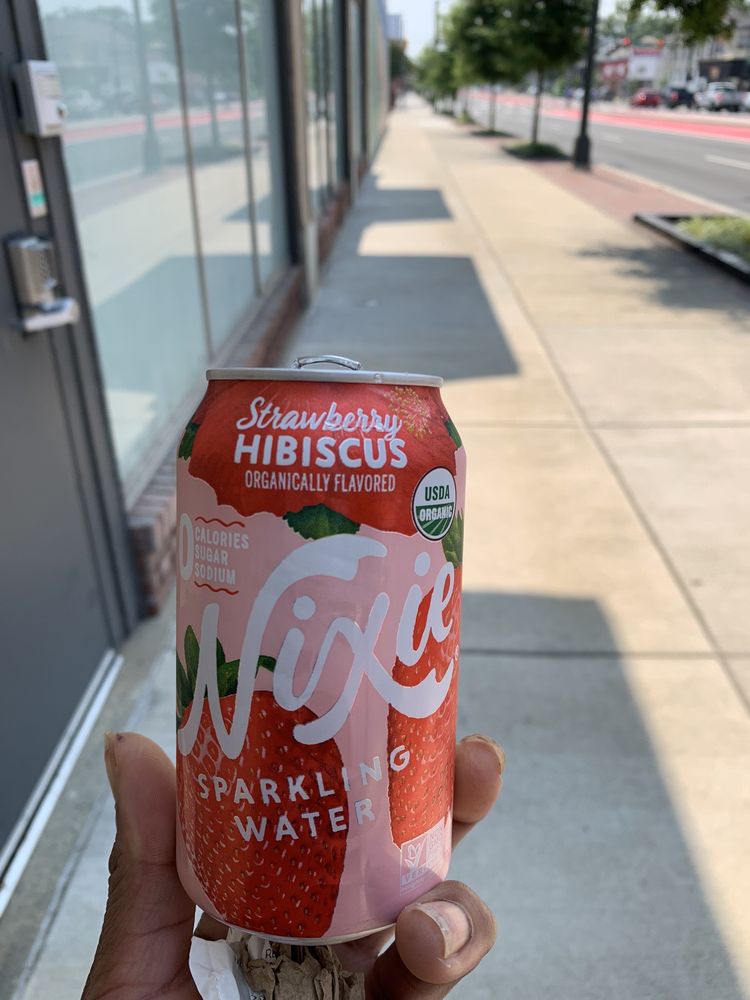 Strawberry
HIBISCUS
ORGANICALLY FLAVORED
USDA
ORGANIC
0 CALORIES
SUGAR
SODIUM
Nixie
SPARKLING
WATER